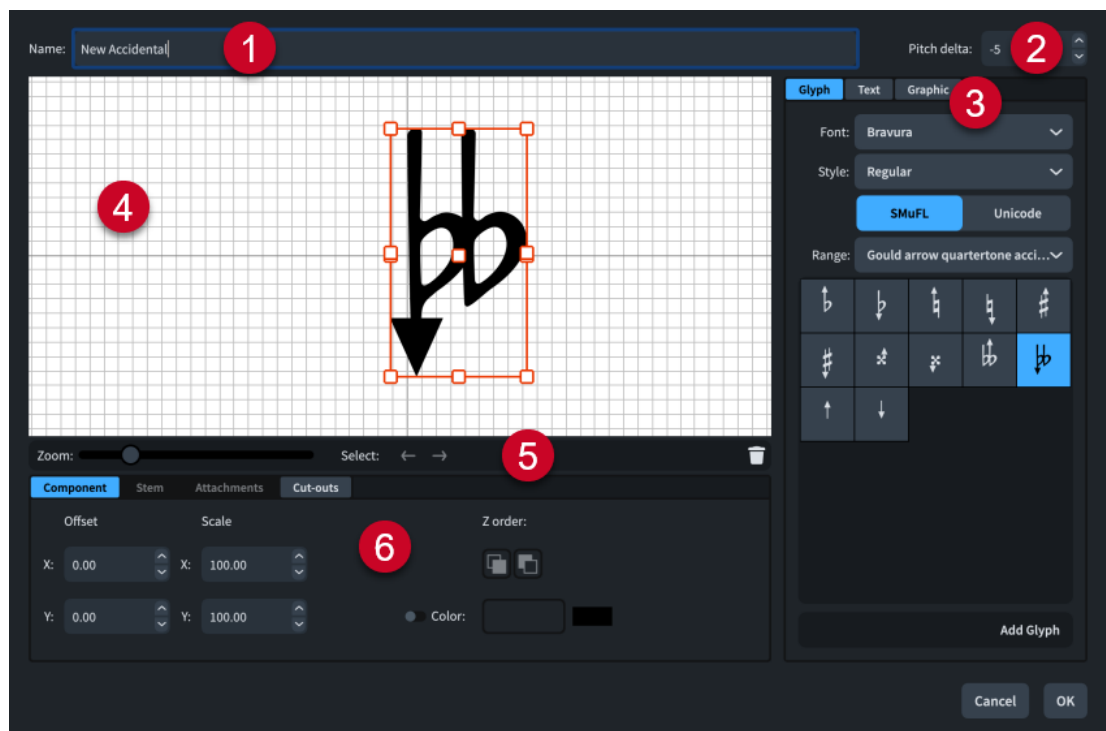 Name: New Accidental 1 Pitch delta: -5 2
Glyph Text Graphic 3
Font: Bravura
Style: Regular
SMuFL Unicode
Range: Gould arrow quartertone acci...
4
Zoom: Select: ← → 5
Component Stem Attachments Cut-outs
Offset Scale Z order:
6
X: 0.00 X: 100.00
Y: 0.00 Y: 100.00 Color:
Add Glyph
Cancel OK